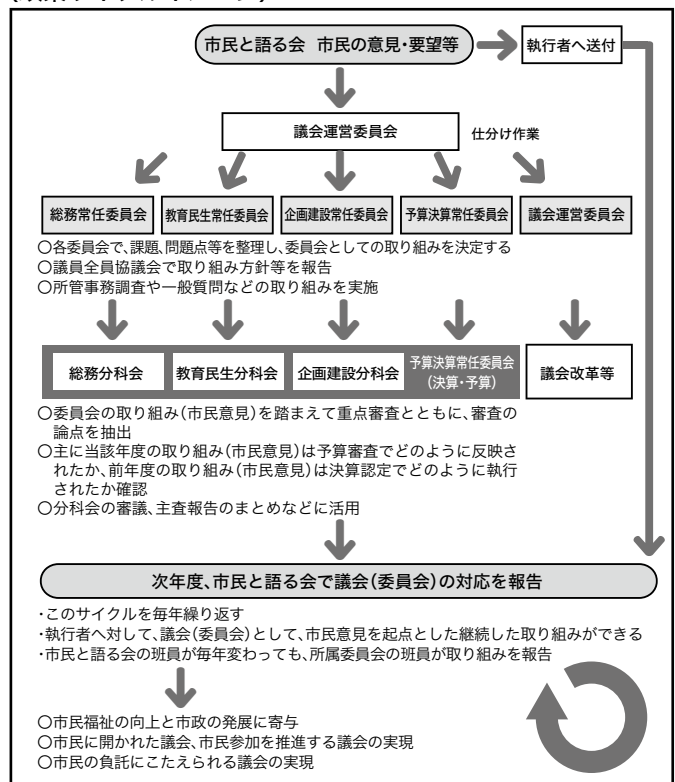 市民と語る会 市民の意見・要望等
執行者へ送付
議会運営委員会
仕分け作業
総務常任委員会
教育民生常任委員会
企画建設常任委員会
予算決算常任委員会
議会運営委員会
○各委員会で、課題、問題点等を整理し、委員会としての取り組みを決定する
○議員全員協議会で取り組み方針等を報告
○所管事務調査や一般質問などの取り組みを実施
総務分科会
教育民生分科会
企画建設分科会
予算決算常任委員会
(決算・予算)
議会改革等
○委員会の取り組み(市民意見)を踏まえて重点審査とともに、審査の
論点を抽出
○主に当該年度の取り組み(市民意見)は予算審査でどのように反映さ
れたか、前年度の取り組み(市民意見)は決算認定でどのように執行
されたか確認
○分科会の審議、主査報告のまとめなどに活用
次年度、市民と語る会で議会(委員会)の対応を報告
・このサイクルを毎年繰り返す
・執行者へ対して、議会(委員会)として、市民意見を起点とした継続した取り組みができる
・市民と語る会の班員が毎年変わっても、所属委員会の班員が取り組みを報告
○市民福祉の向上と市政の発展に寄与
○市民に開かれた議会、市民参加を推進する議会の実現
○市民の負託にこたえられる議会の実現